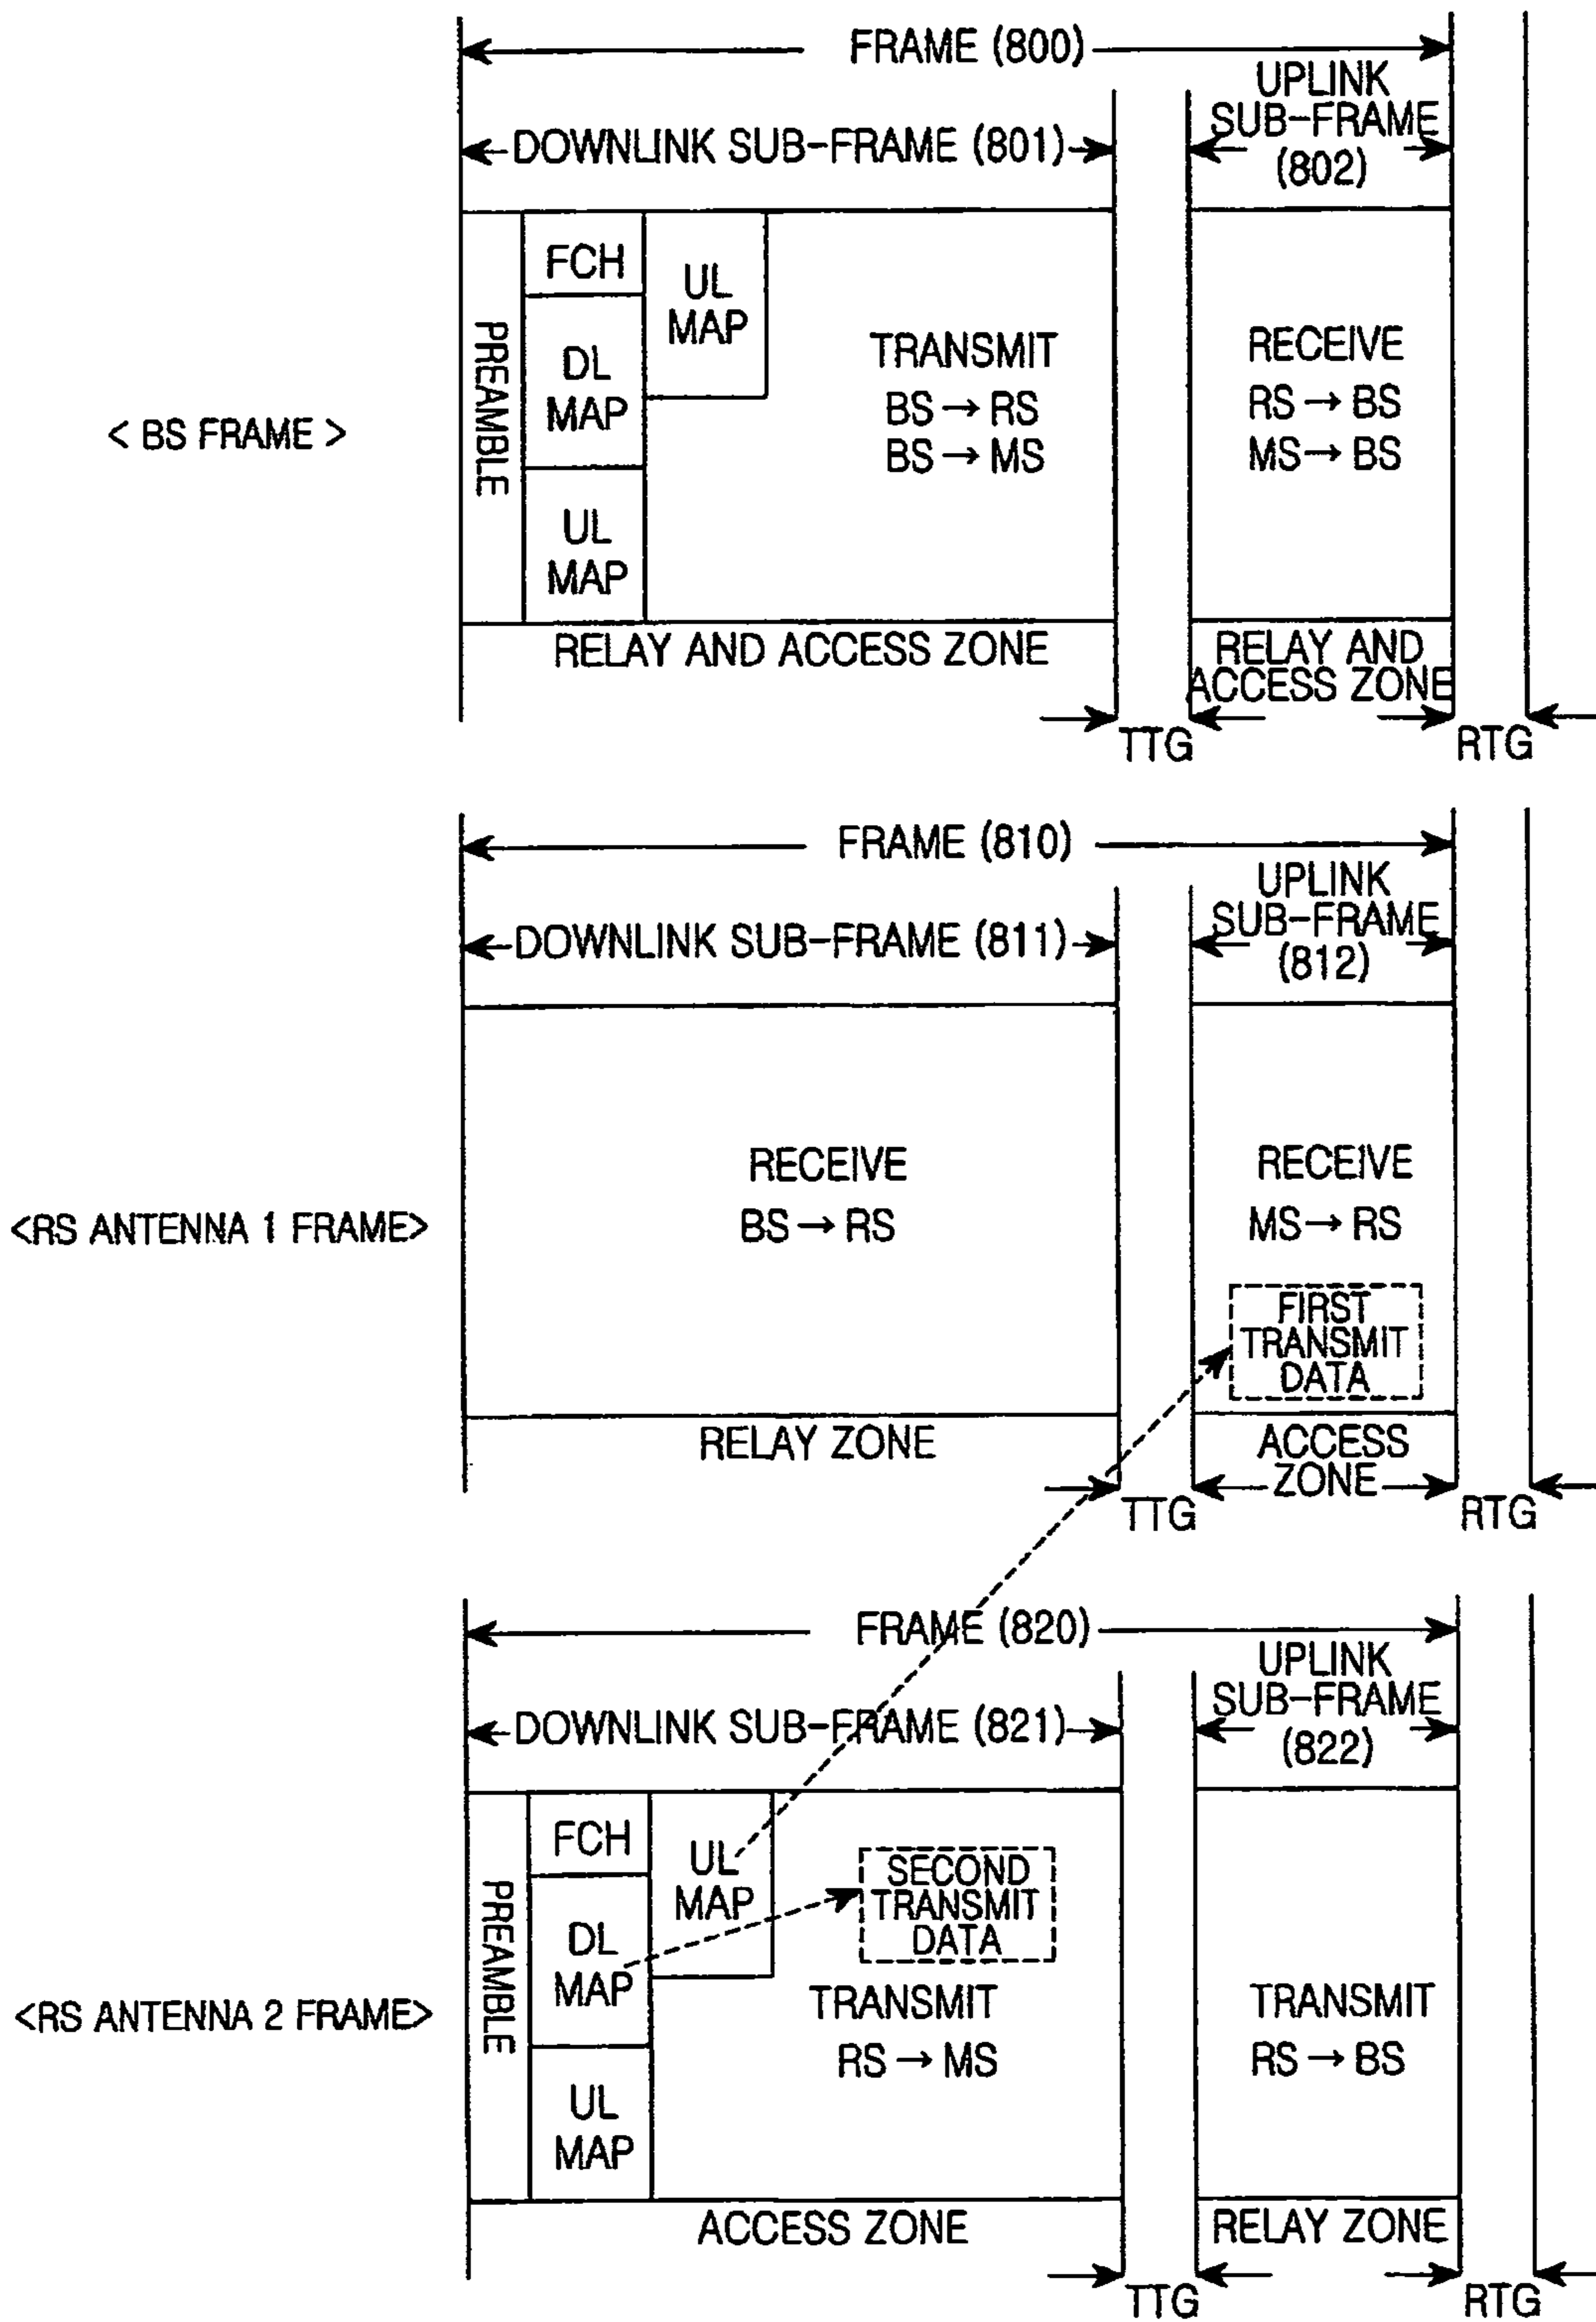 FRAME (800)
UPLINK
SUB-FRAME
(802)
DOWNLINK SUB-FRAME (801)
< BS FRAME >
PREAMBLE
FCH
DL
MAP
UL
MAP
UL
MAP
TRANSMIT
BS → RS
BS → MS
RECEIVE
RS → BS
MS → BS
RELAY AND ACCESS ZONE
RELAY AND
ACCESS ZONE
TTG
RTG
FRAME (810)
UPLINK
SUB-FRAME
(812)
DOWNLINK SUB-FRAME (811)
<RS ANTENNA 1 FRAME>
RECEIVE
BS → RS
RECEIVE
MS → RS
FIRST
TRANSMIT
DATA
RELAY ZONE
ACCESS
ZONE
TTG
RTG
FRAME (820)
UPLINK
SUB-FRAME
(822)
DOWNLINK SUB-FRAME (821)
<RS ANTENNA 2 FRAME>
PREAMBLE
FCH
DL
MAP
UL
MAP
UL
MAP
SECOND
TRANSMIT
DATA
TRANSMIT
RS → MS
TRANSMIT
RS → BS
ACCESS ZONE
RELAY ZONE
TTG
RTG